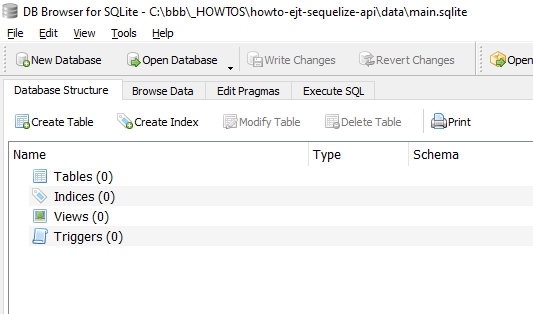 DB Browser for SQLite - C:\bbb\_HOWTOS\howto-ejt-sequelize-api\data\main.sqlite
File Edit View Tools Help
New Database Open Database Write Changes Revert Changes Open
Database Structure Browse Data Edit Pragmas Execute SQL
Create Table Create Index Modify Table Delete Table Print
Name Type Schema
Tables (0)
Indices (0)
Views (0)
Triggers (0)